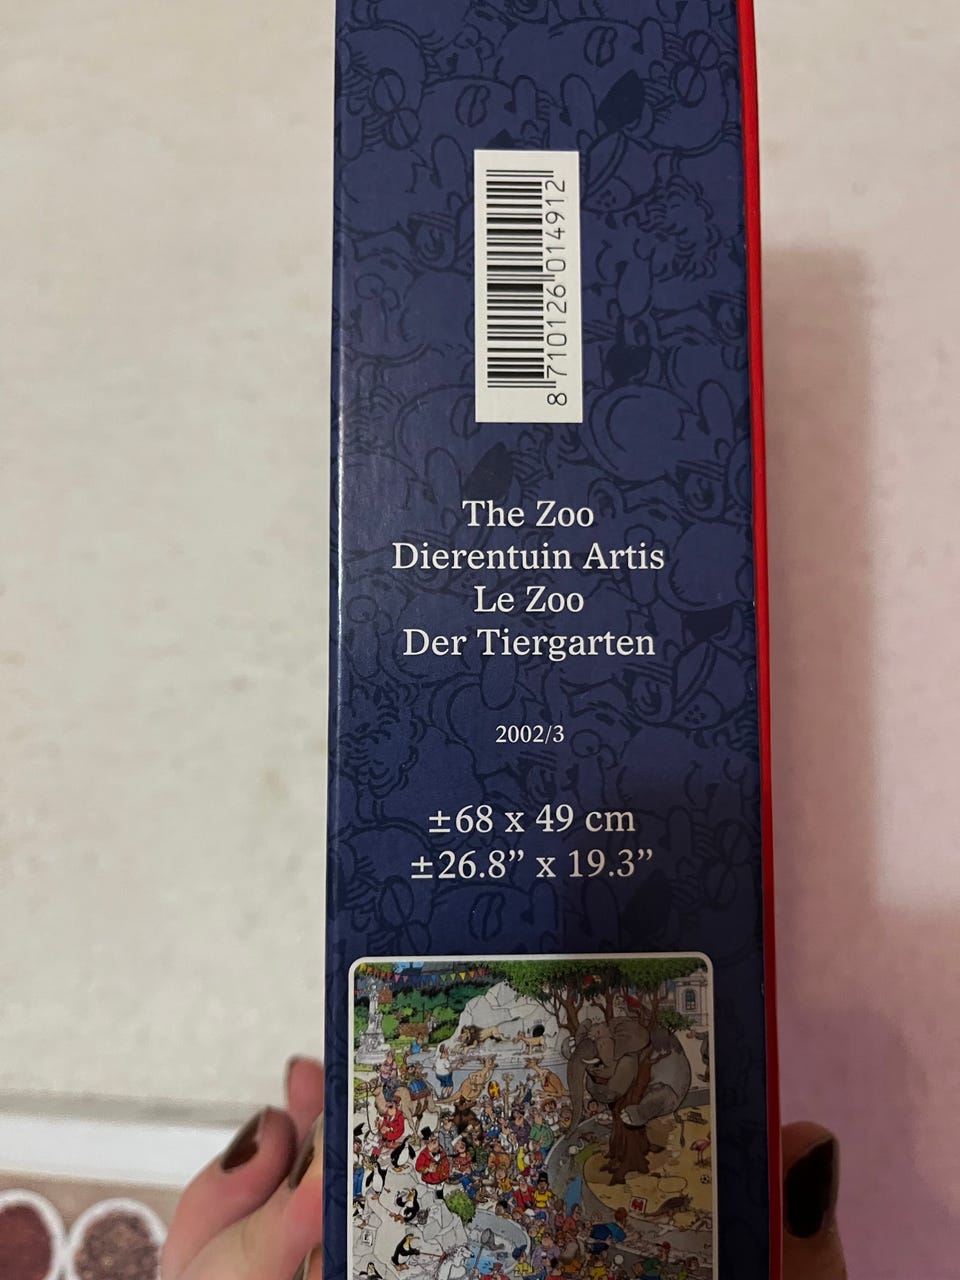 8 710126 014912
The Zoo
Dierentuin Artis
Le Zoo
Der Tiergarten
2002/3
±68 x 49 cm
±26.8” x 19.3”